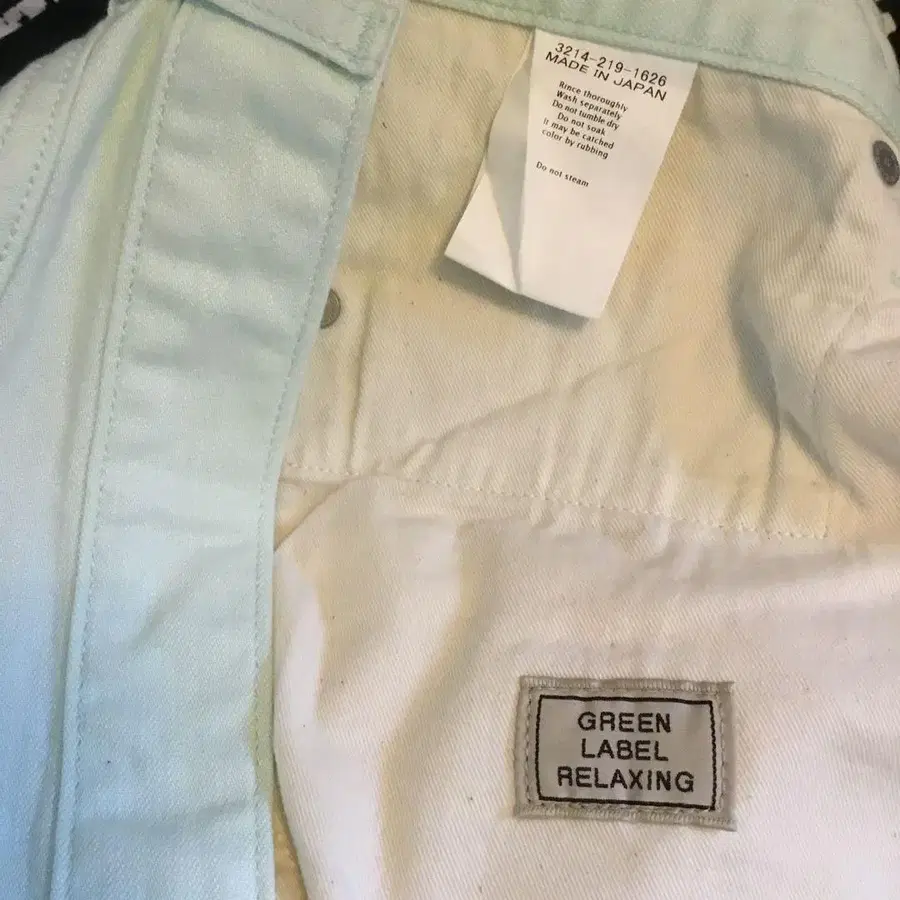 3214-219-1626
MADE IN JAPAN
Rince thoroughly
Wash separately
Do not tumble dry
Do not soak
It may be catched
color by rubbing
Do not steam
GREEN
LABEL
RELAXING